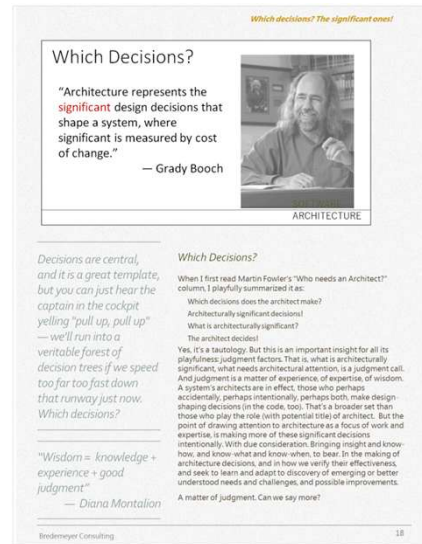 Which decisions? The significant ones!
Which Decisions?
“Architecture represents the
significant design decisions that
shape a system, where
significant is measured by cost
of change.”
— Grady Booch
SOFTWARE
ARCHITECTURE
Decisions are central,
and it is a great template,
but you can just hear the
captain in the cockpit
yelling "pull up, pull up"
— we'll run into a
veritable forest of
decision trees if we speed
too far too fast down
that runway just now.
Which decisions?
"Wisdom = knowledge +
experience + good
judgment"
— Diana Montalion
Which Decisions?
When I first read Martin Fowler's "Who needs an Architect?"
column, I playfully summarized it as:
Which decisions does the architect make?
Architecturally significant decisions!
What is architecturally significant?
The architect decides!
Yes, it's a tautology. But this is an important insight for all its
playfulness: judgment factors. That is, what is architecturally
significant, what needs architectural attention, is a judgment call.
And judgment is a matter of experience, of expertise, of wisdom.
A system's architects are in effect, those who perhaps
accidentally, perhaps intentionally, perhaps both, make design-
shaping decisions (in the code, too). That's a broader set than
those who play the role (with potential title) of architect. But the
point of drawing attention to architecture as a focus of work and
expertise, is making more of these significant decisions
intentionally. With due consideration. Bringing insight and know-
how, and know-what and know-when, to bear. In the making of
architecture decisions, and in how we verify their effectiveness,
and seek to learn and adapt to discovery of emerging or better
understood needs and challenges, and possible improvements.
A matter of judgment. Can we say more?
Bredemeyer Consulting
18